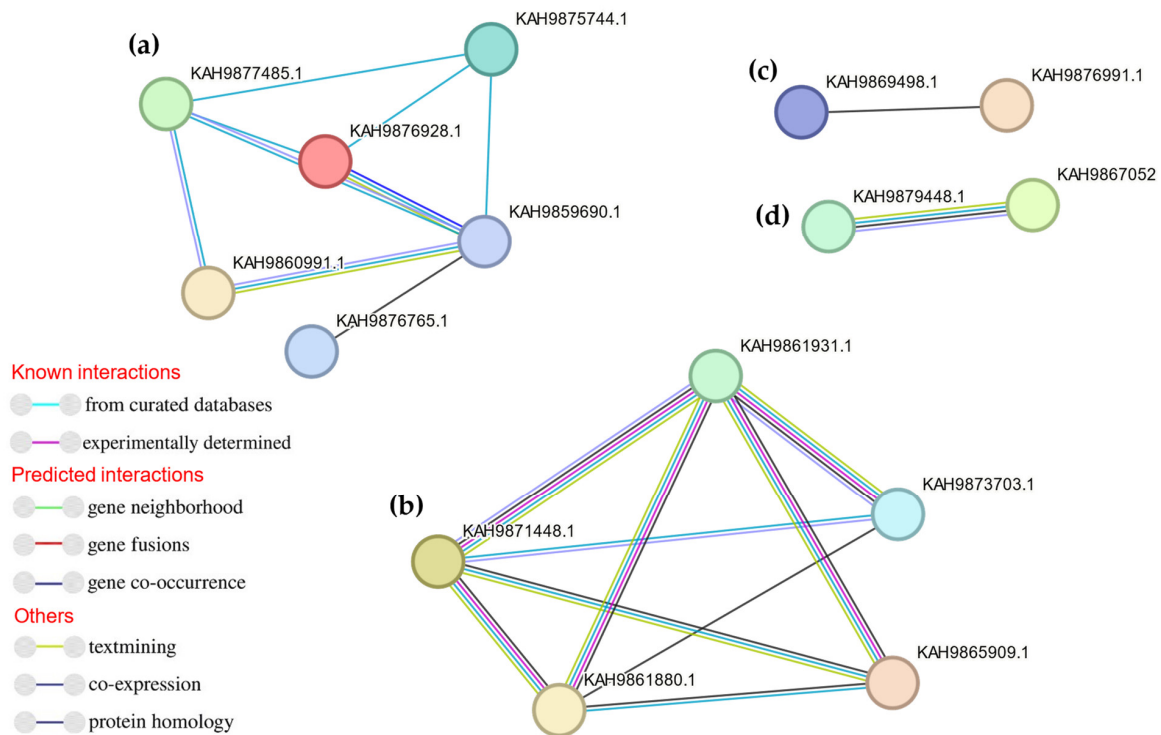 (a)
KAH9875744.1
KAH9877485.1
KAH9876928.1
KAH9859690.1
KAH9860991.1
KAH9876765.1
(c)
KAH9869498.1
KAH9876991.1
(d)
KAH9879448.1
KAH9867052
Known interactions
from curated databases
experimentally determined
Predicted interactions
gene neighborhood
gene fusions
gene co-occurrence
Others
textmining
co-expression
protein homology
(b)
KAH9861931.1
KAH9873703.1
KAH9871448.1
KAH9865909.1
KAH9861880.1